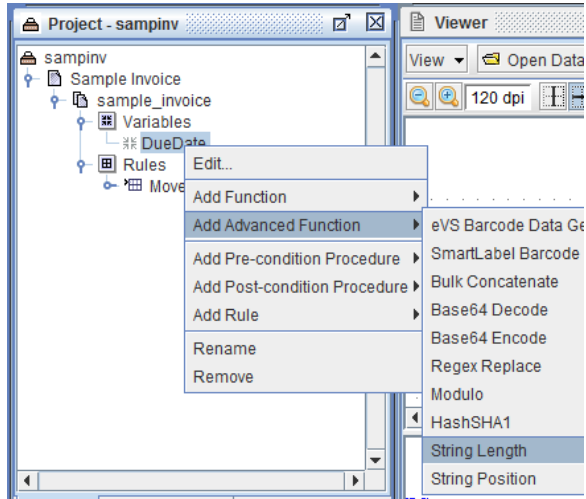 Project - sampinv
sampinv
Sample Invoice
sample_invoice
Variables
DueDate
Rules
Move
Edit...
Add Function
Add Advanced Function
Add Pre-condition Procedure
Add Post-condition Procedure
Add Rule
Rename
Remove
Viewer
View
Open Data
120 dpi
eVS Barcode Data Ge
SmartLabel Barcode
Bulk Concatenate
Base64 Decode
Base64 Encode
Regex Replace
Modulo
HashSHA1
String Length
String Position